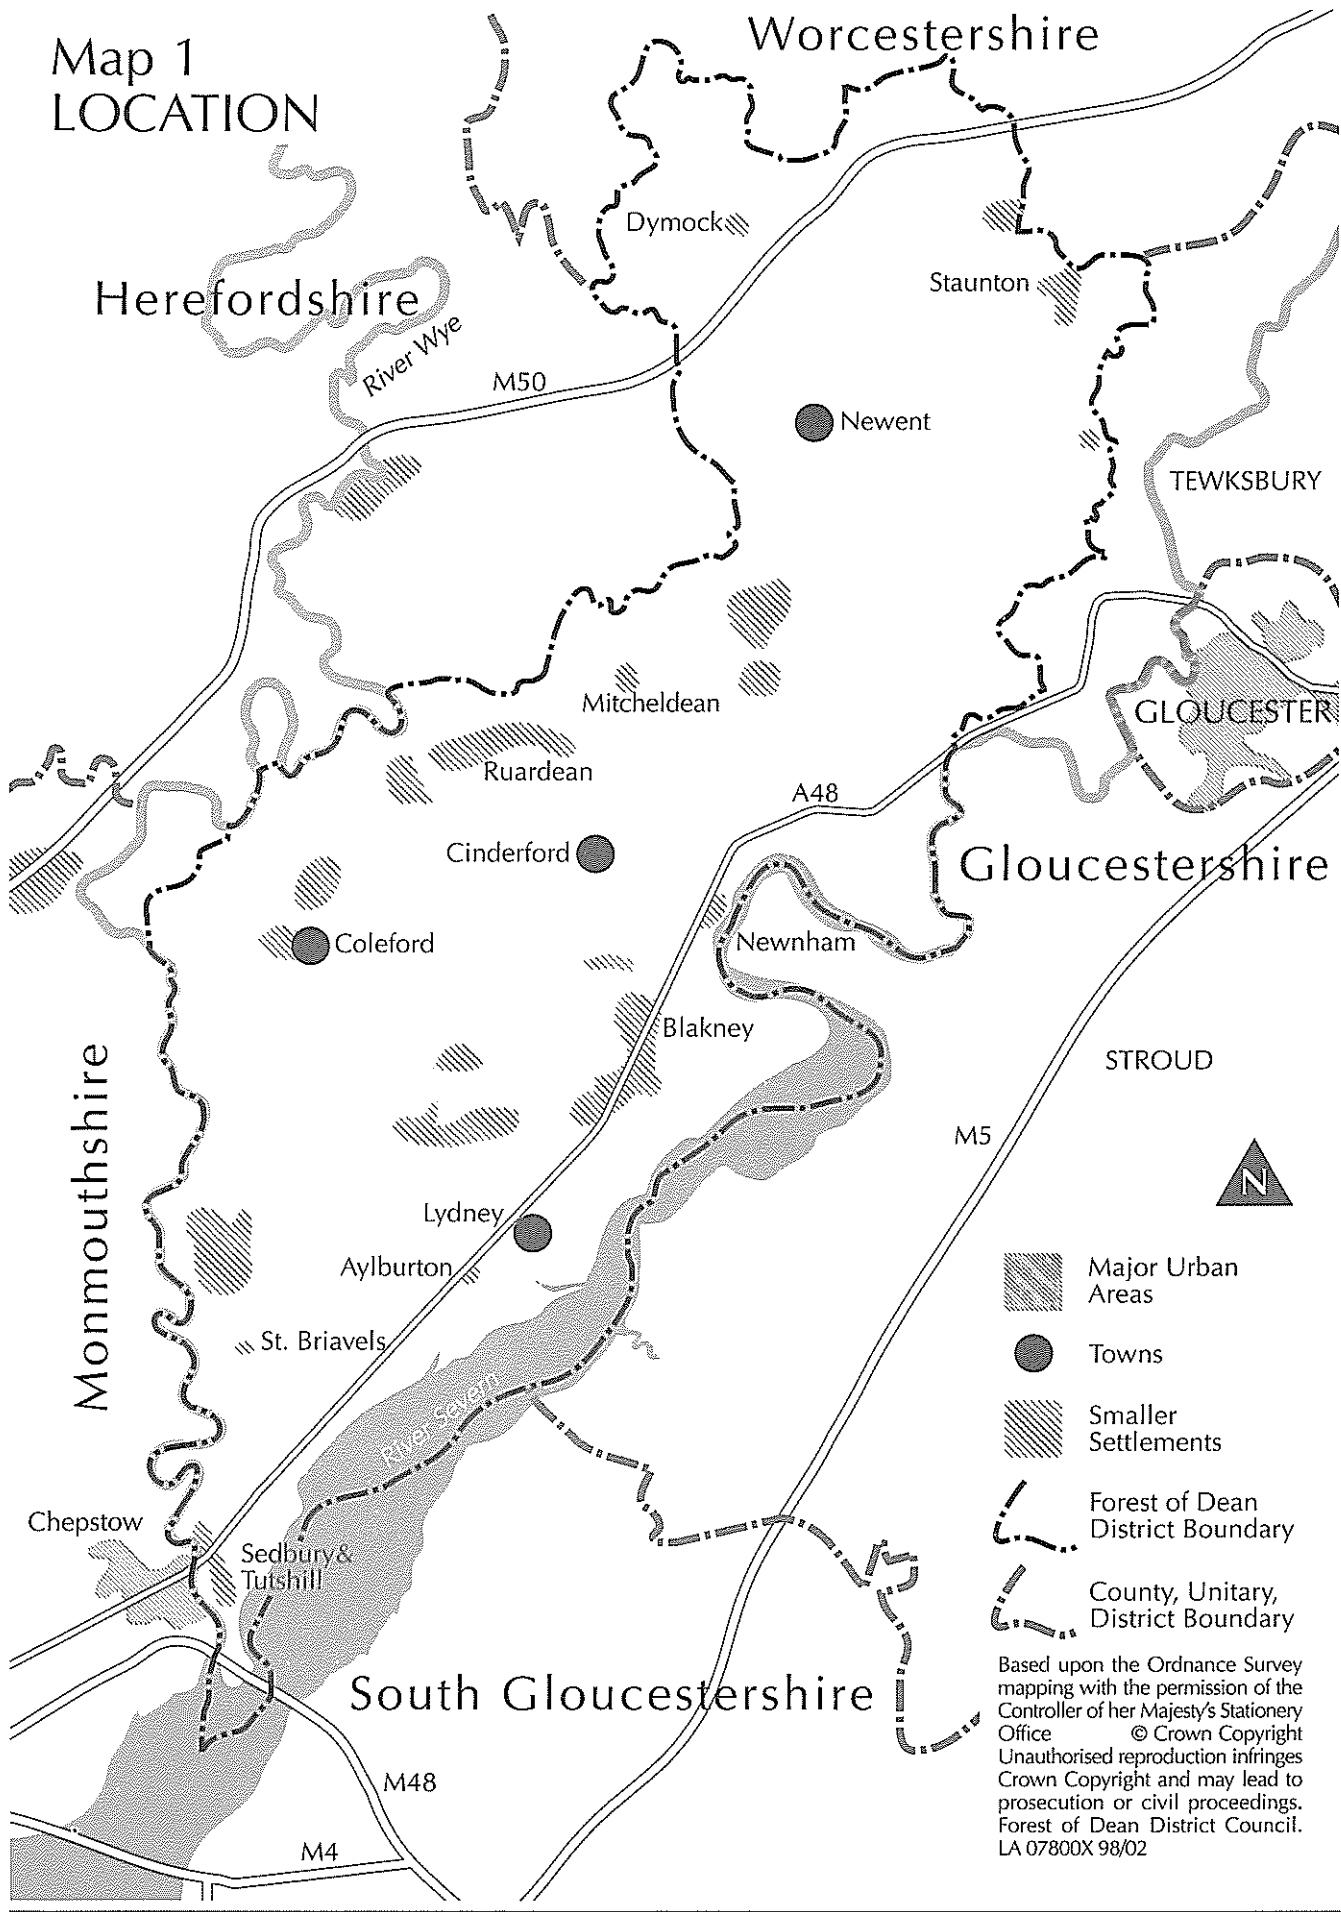 Map 1
LOCATION
Worcestershire
Dymock
Herefordshire
Staunton
River Wye
M50
Newent
TEWKSBURY
Mitcheldean
GLOUCESTER
Ruardean
A48
Cinderford
Gloucestershire
Coleford
Newnham
Blakney
Monmouthshire
STROUD
M5
N
Lydney
Aylburton
St. Briavels
River Severn
Chepstow
Sedbury&
Tutshill
South Gloucestershire
M48
M4
Major Urban
Areas
Towns
Smaller
Settlements
Forest of Dean
District Boundary
County, Unitary,
District Boundary
Based upon the Ordnance Survey
mapping with the permission of the
Controller of her Majesty's Stationery
Office © Crown Copyright
Unauthorised reproduction infringes
Crown Copyright and may lead to
prosecution or civil proceedings.
Forest of Dean District Council.
LA 07800X 98/02